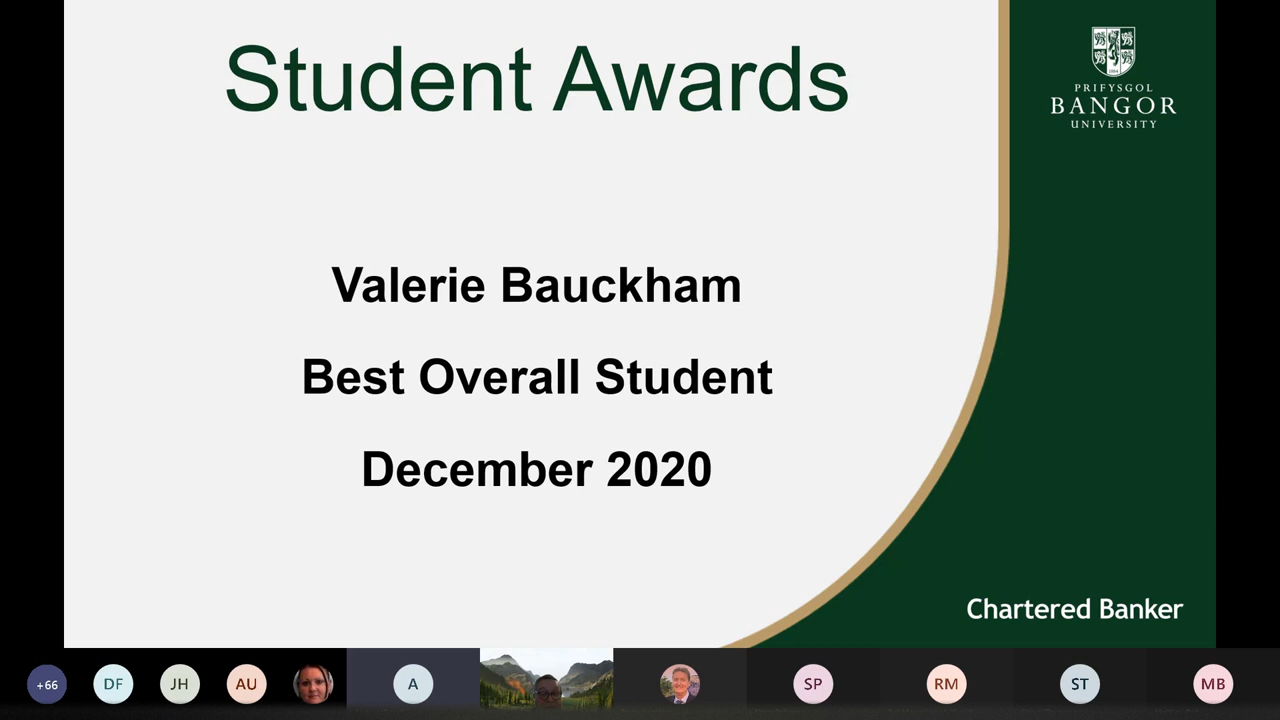 Student Awards
PRIFYSGOL
BANGOR
UNIVERSITY
Valerie Bauckham
Best Overall Student
December 2020
Chartered Banker
+66
DF
JH
AU
A
SP
RM
ST
MB